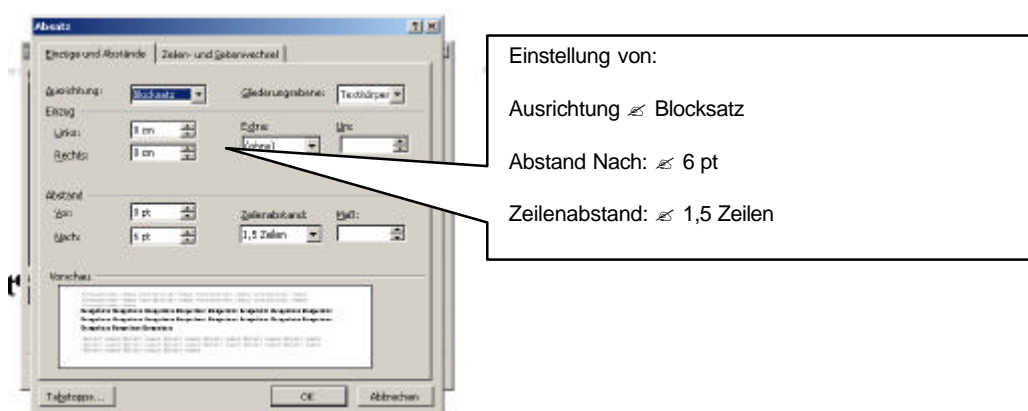 Absatz
Einzüge und Abstände Zeilen- und Seitenwechsel
Ausrichtung: Blocksatz Gliederungsebene: Textkörper
Einzug
Links: 0 cm Extra: Um:
Rechts: 0 cm (ohne)
Abstand
Vor: 0 pt Zeilenabstand: Maß:
Nach: 6 pt 1,5 Zeilen
Vorschau
Tabstopps... OK Abbrechen
Einstellung von:
Ausrichtung ✍ Blocksatz
Abstand Nach: ✍ 6 pt
Zeilenabstand: ✍ 1,5 Zeilen